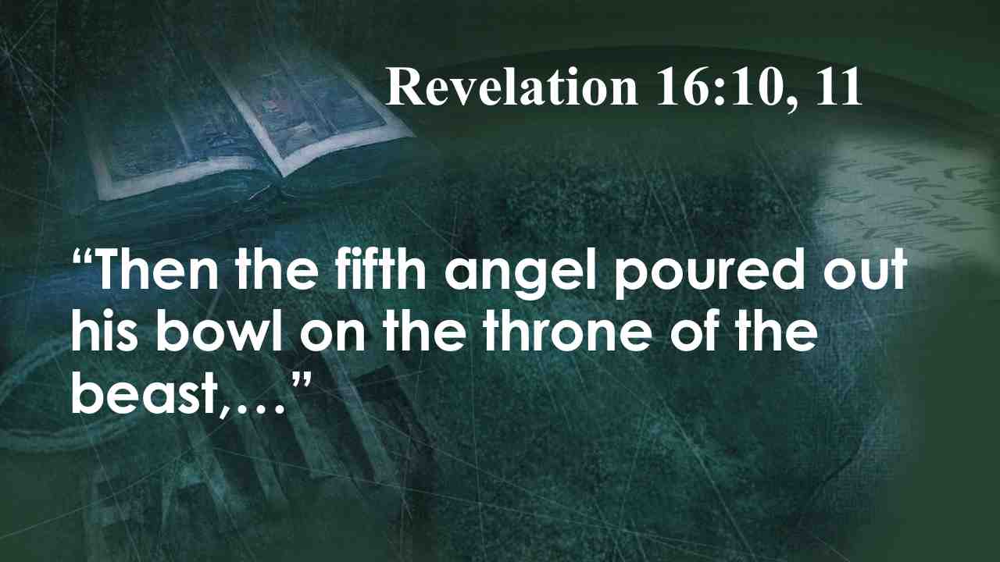 Revelation 16:10, 11
“Then the fifth angel poured out
his bowl on the throne of the
beast,…”